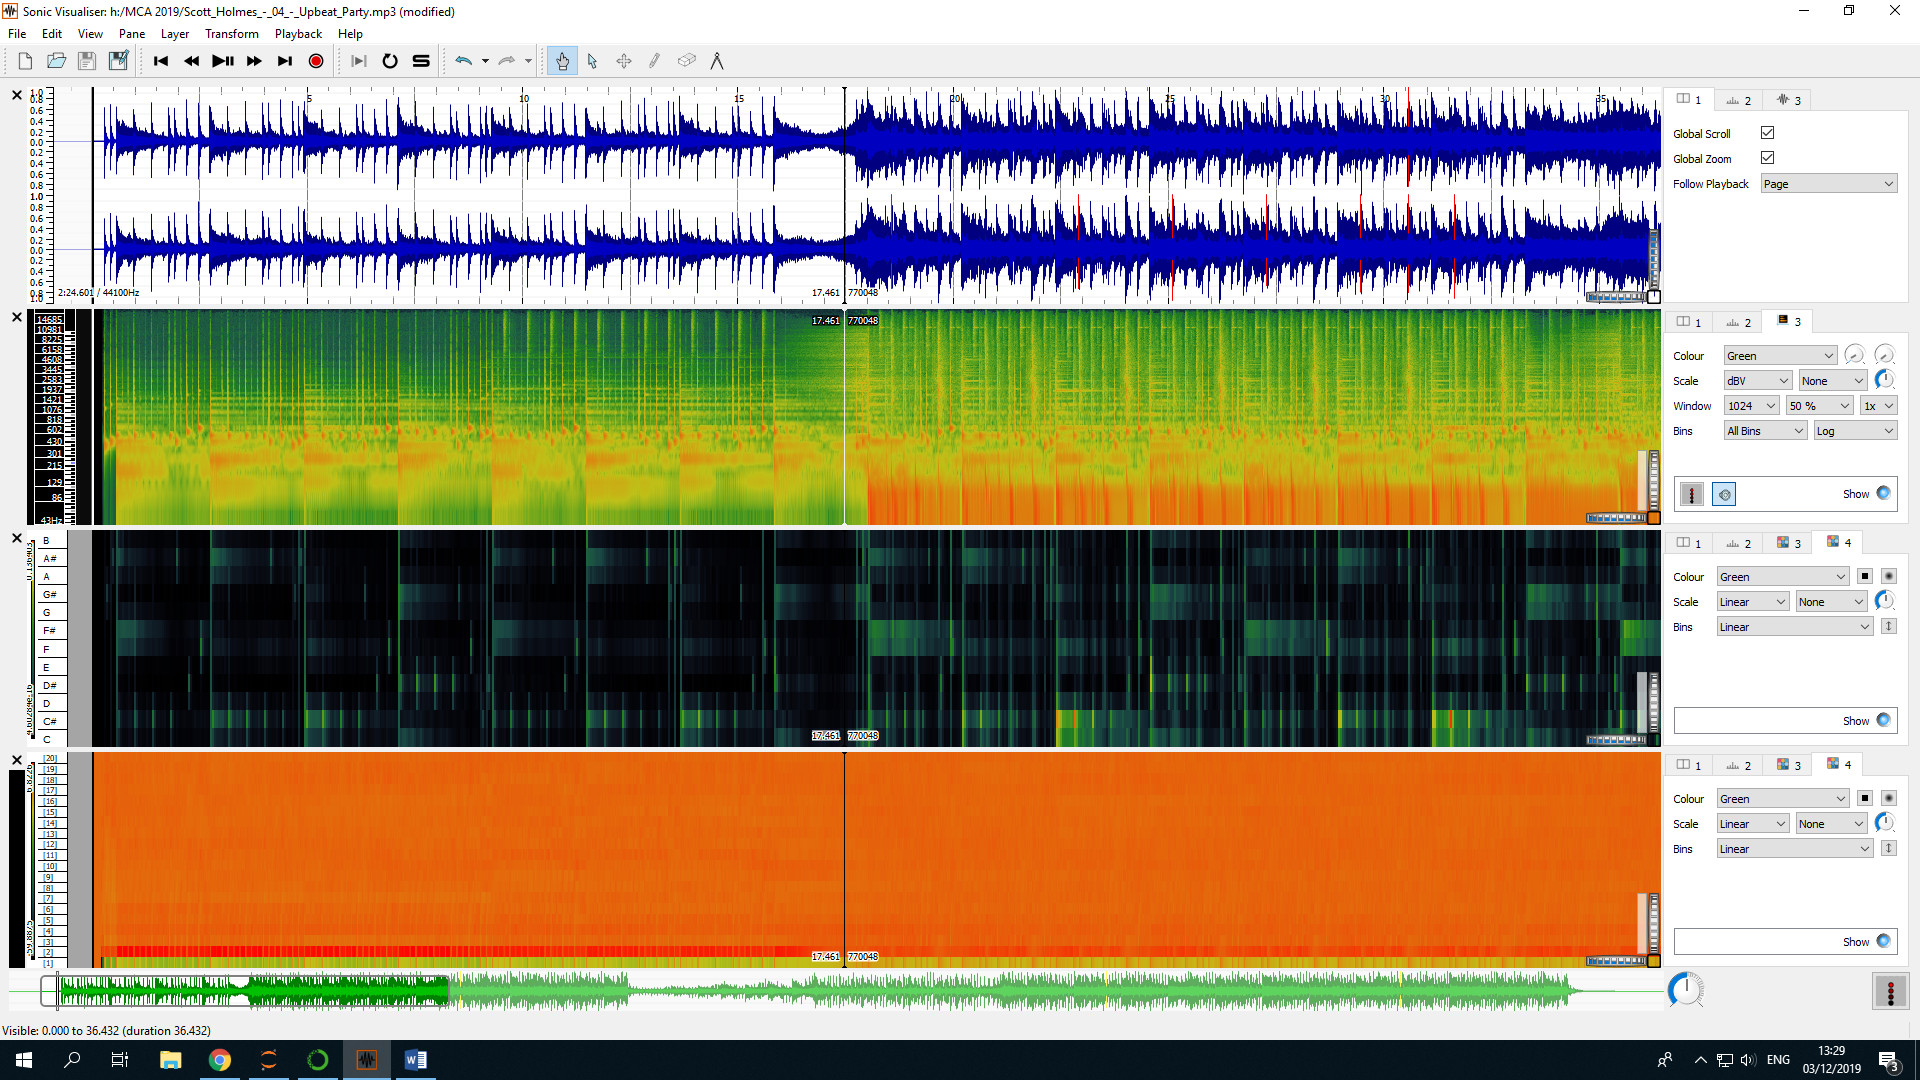 Sonic Visualiser: h:/MCA 2019/Scott_Holmes_-_04_-_Upbeat_Party.mp3 (modified)
File Edit View Pane Layer Transform Playback Help
1.0
0.8
0.6
0.4
0.2
0.0
0.2
0.4
0.6
0.8
1.0
0.8
0.6
0.4
0.2
0.0
0.2
0.4
0.6
0.8
1.0
5 10 15 20 25 30 35
2:24.601 / 44100Hz
17.461 770048
1 2 3
Global Scroll
Global Zoom
Follow Playback Page
14685
10981
8225
6158
4608
3445
2583
1937
1421
1076
818
602
430
301
215
129
86
43Hz
17.461 770048
1 2 3
Colour Green
Scale dBV None
Window 1024 50 % 1x
Bins All Bins Log
Show
B
A#
A
G#
G
F#
F
E
D#
D
C#
C
17.461 770048
1 2 3 4
Colour Green
Scale Linear None
Bins Linear
Show
[20]
[19]
[18]
[17]
[16]
[15]
[14]
[13]
[12]
[11]
[10]
[9]
[8]
[7]
[6]
[5]
[4]
[3]
[2]
[1]
17.461 770048
1 2 3 4
Colour Green
Scale Linear None
Bins Linear
Show
Visible: 0.000 to 36.432 (duration 36.432)
ENG
13:29
03/12/2019
3